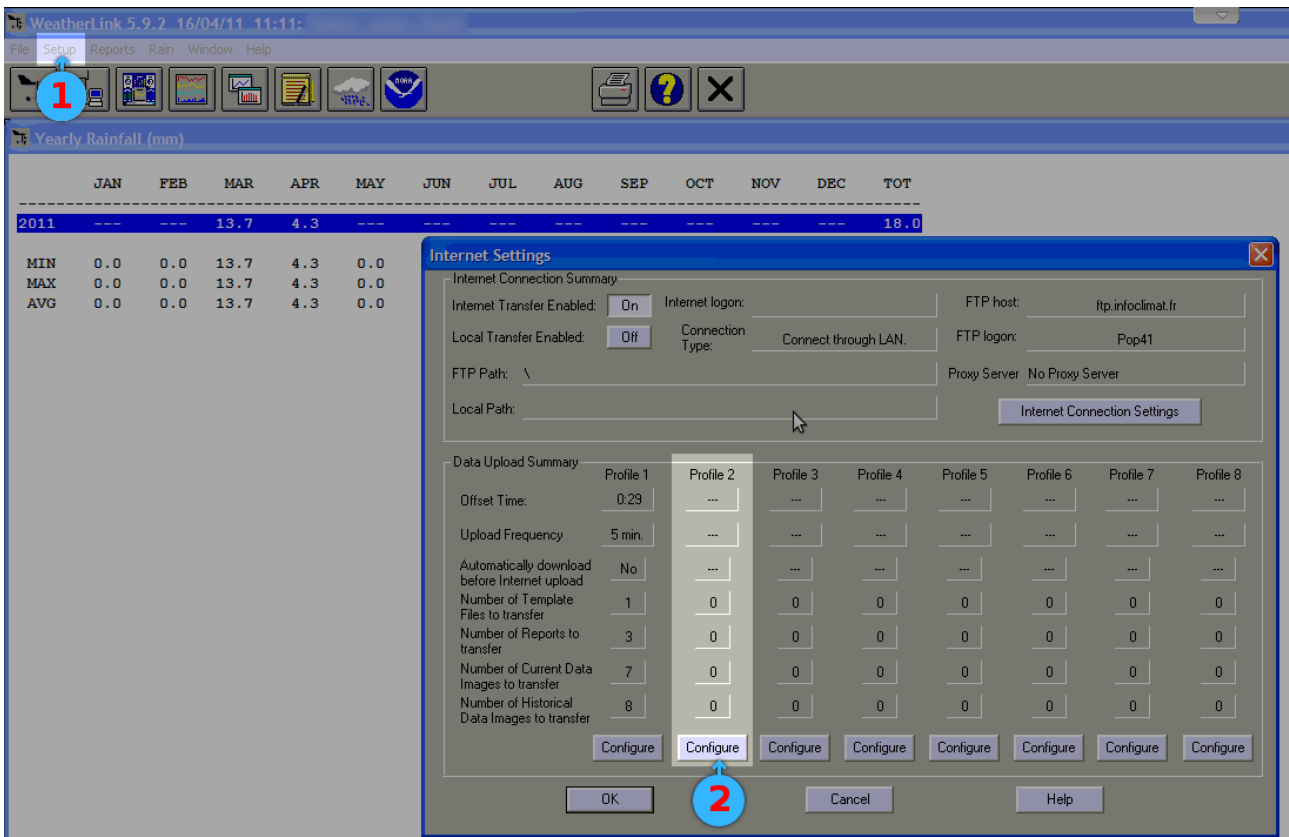 WeatherLink 5.9.2 16/04/11 11:11:
File Setup Reports Rain Window Help
1
NOAA
Yearly Rainfall (mm)
JAN FEB MAR APR MAY JUN JUL AUG SEP OCT NOV DEC TOT
2011 --- --- 13.7 4.3 --- --- --- --- --- --- --- --- 18.0
MIN 0.0 0.0 13.7 4.3 0.0
MAX 0.0 0.0 13.7 4.3 0.0
AVG 0.0 0.0 13.7 4.3 0.0
Internet Settings
Internet Connection Summary
Internet Transfer Enabled: On Internet logon: FTP host: ftp.infoclimat.fr
Local Transfer Enabled: Off Connection Type: Connect through LAN. FTP logon: Pop41
FTP Path: \ Proxy Server No Proxy Server
Local Path: Internet Connection Settings
Data Upload Summary
Profile 1 Profile 2 Profile 3 Profile 4 Profile 5 Profile 6 Profile 7 Profile 8
Offset Time: 0:29 --- --- --- --- --- --- ---
Upload Frequency 5 min. --- --- --- --- --- --- ---
Automatically download
before Internet upload No --- --- --- --- --- --- ---
Number of Template
Files to transfer 1 0 0 0 0 0 0 0
Number of Reports to
transfer 3 0 0 0 0 0 0 0
Number of Current Data
Images to transfer 7 0 0 0 0 0 0 0
Number of Historical
Data Images to transfer 8 0 0 0 0 0 0 0
Configure Configure Configure Configure Configure Configure Configure Configure
OK 2 Cancel Help